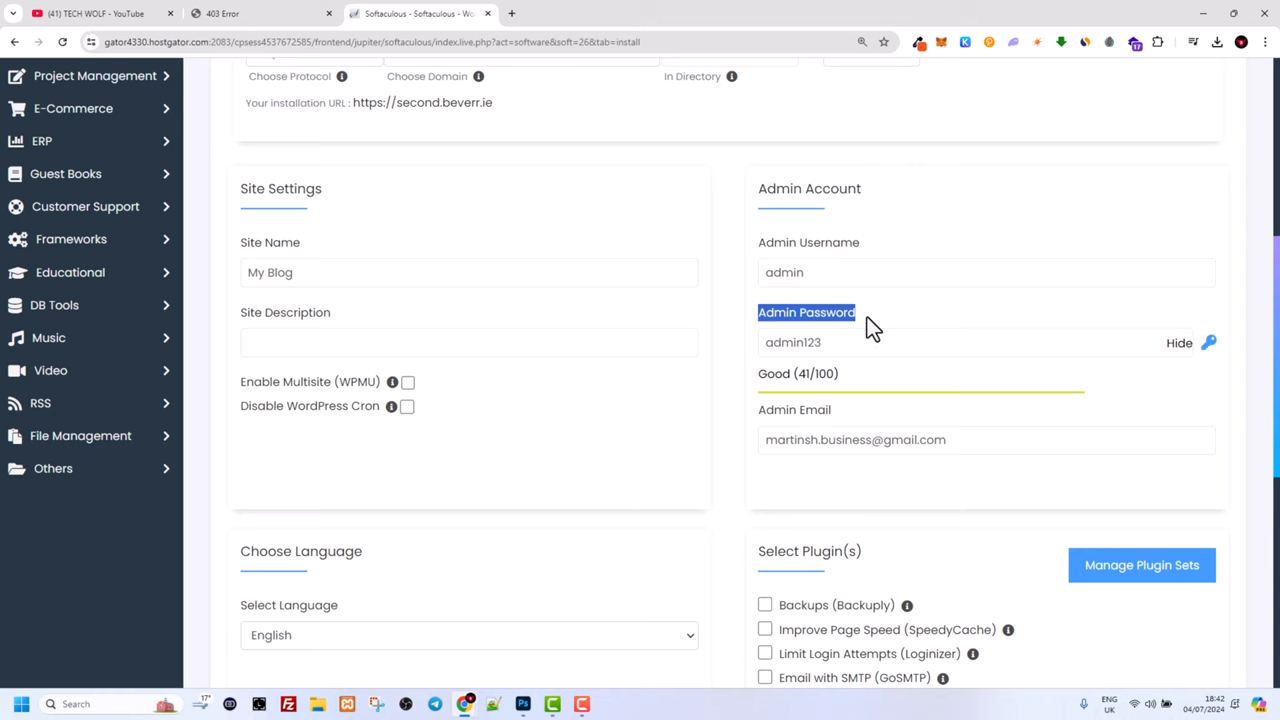 (41) TECH WOLF - YouTube
403 Error
Softaculous - Softaculous - Wo
gator4330.hostgator.com:2083/cpsess4537672585/frontend/jupiter/softaculous/index.live.php?act=software&soft=26&tab=install
17
Project Management
E-Commerce
ERP
Guest Books
Customer Support
Frameworks
Educational
DB Tools
Music
Video
RSS
File Management
Others
Choose Protocol
Choose Domain
In Directory
Your installation URL : https://second.beverr.ie
Site Settings
Site Name
My Blog
Site Description
Enable Multisite (WPMU)
Disable WordPress Cron
Admin Account
Admin Username
admin
Admin Password
admin123
Hide
Good (41/100)
Admin Email
martinsh.business@gmail.com
Choose Language
Select Language
English
Select Plugin(s)
Manage Plugin Sets
Backups (Backuply)
Improve Page Speed (SpeedyCache)
Limit Login Attempts (Loginizer)
Email with SMTP (GoSMTP)
Search
17°
ENG
UK
18:42
04/07/2024